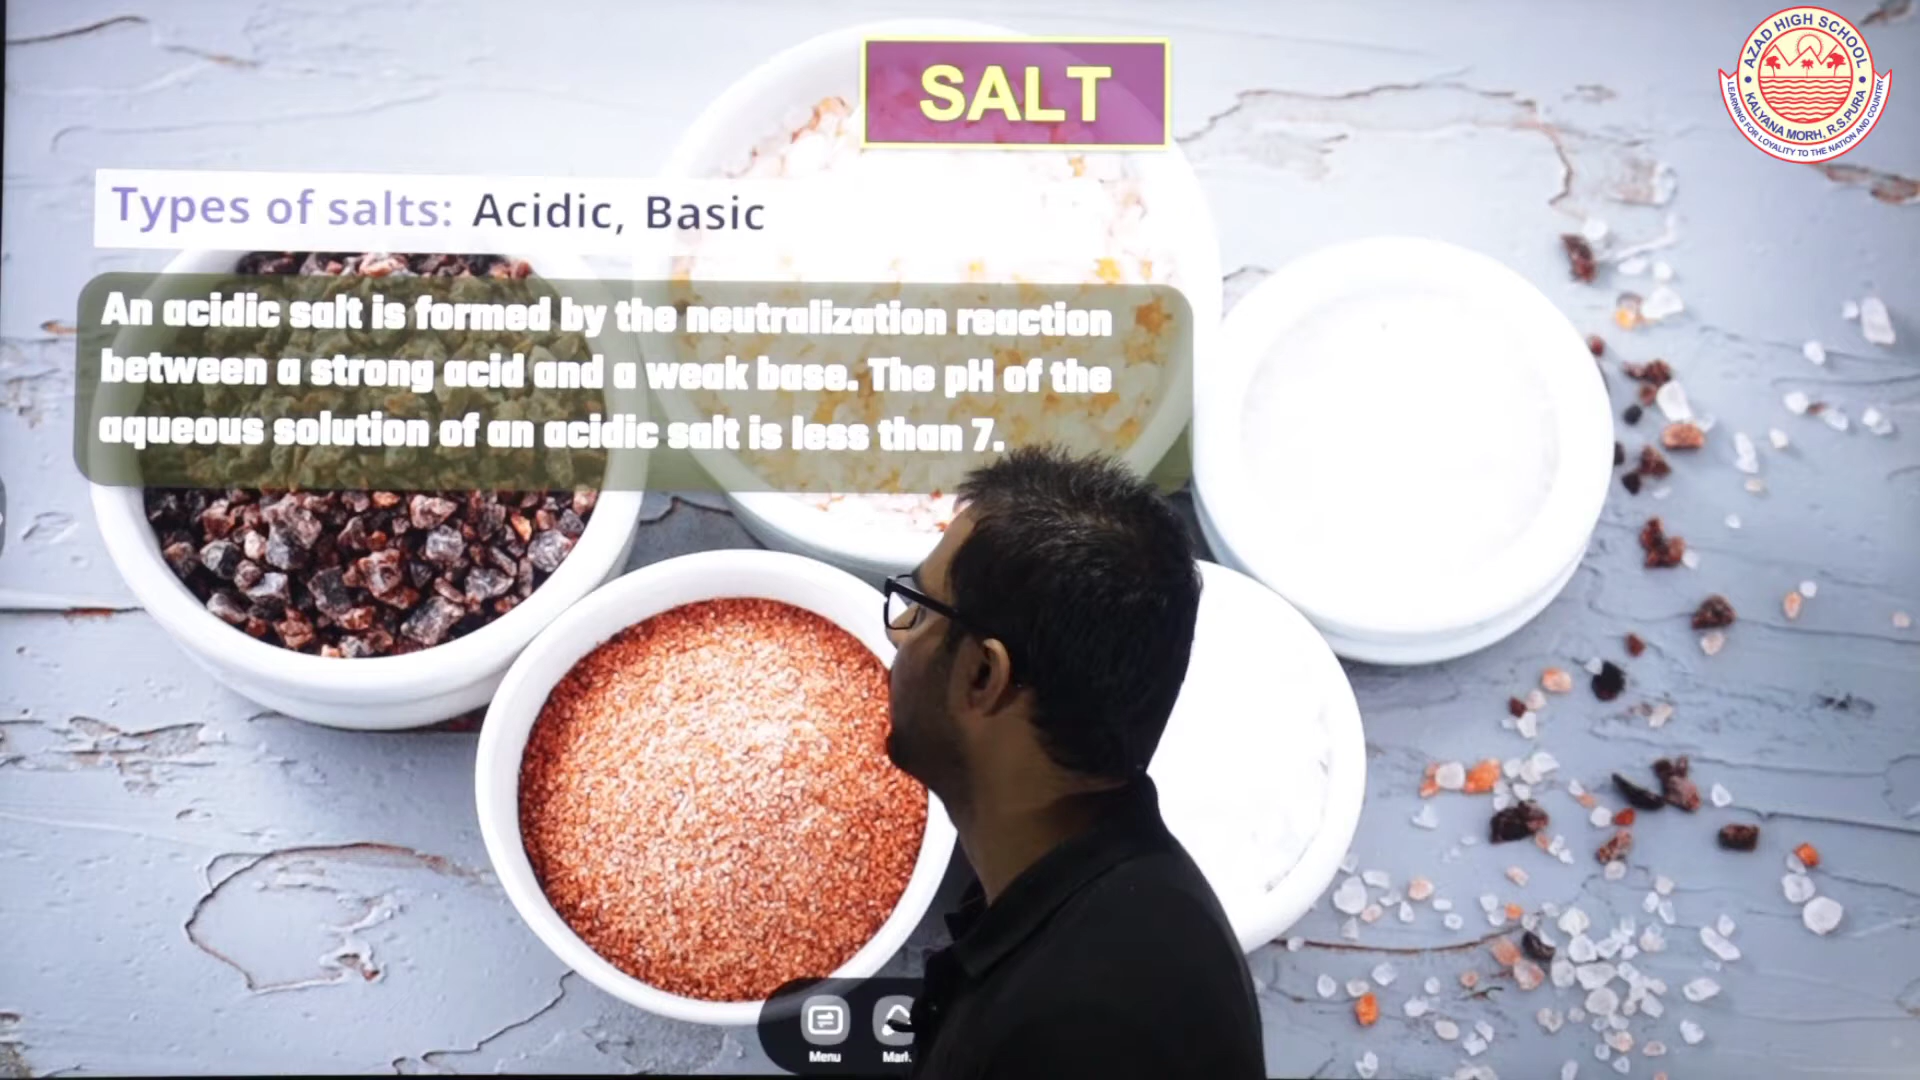 SALT
AZAD HIGH SCHOOL
KALYANA MORH, R.S.PURA
LEARNING FOR LOYALITY TO THE NATION AND COUNTRY
Types of salts: Acidic, Basic
An acidic salt is formed by the neutralization reaction
between a strong acid and a weak base. The pH of the
aqueous solution of an acidic salt is less than 7.
Menu